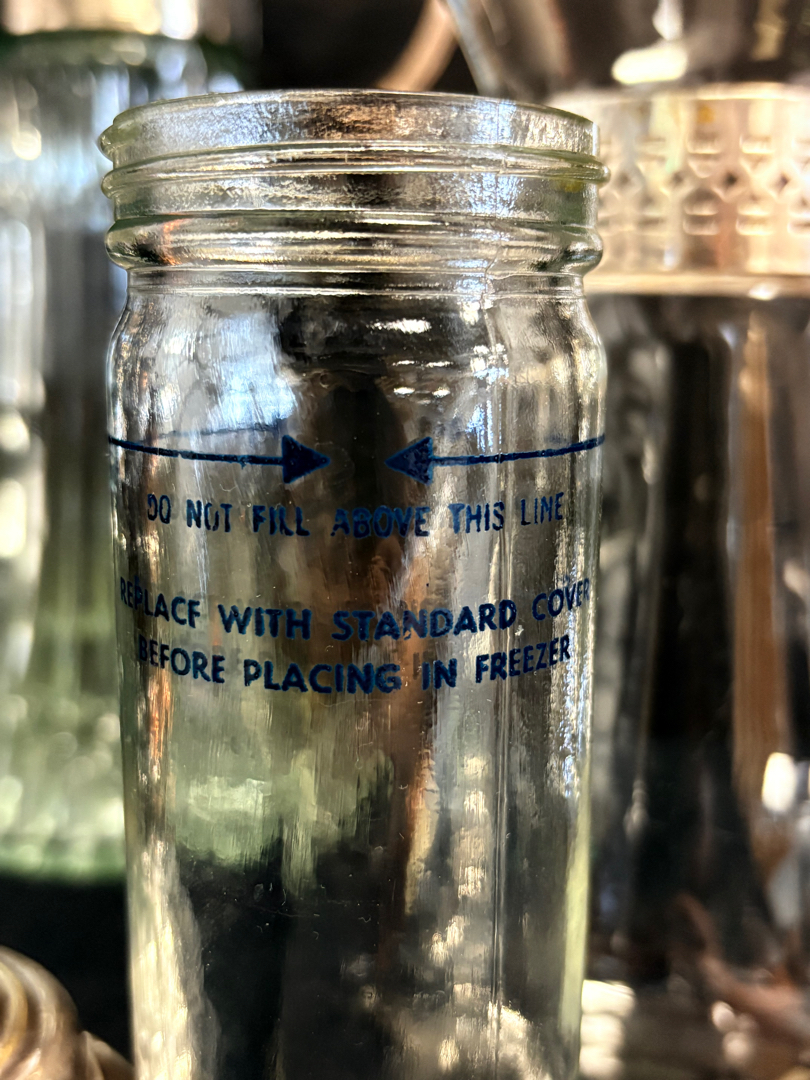 DO NOT FILL ABOVE THIS LINE
REPLACE WITH STANDARD COVER
BEFORE PLACING IN FREEZER